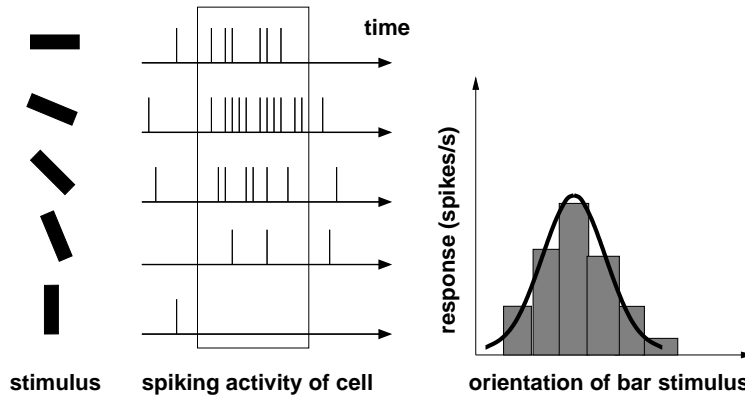 time
response (spikes/s)
stimulus
spiking activity of cell
orientation of bar stimulus